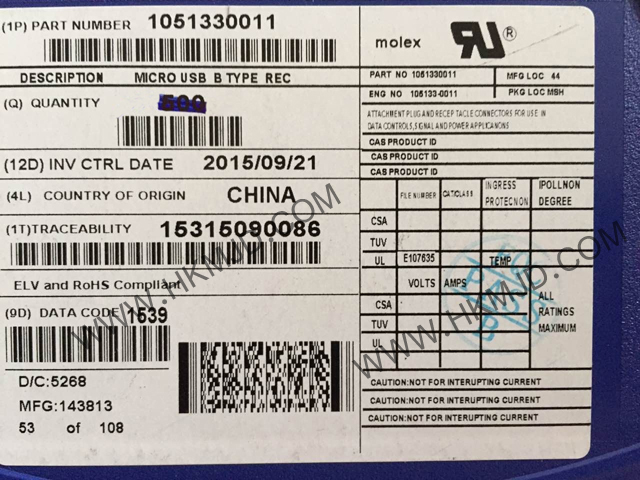 (1P) PART NUMBER 1051330011
DESCRIPTION MICRO USB B TYPE REC
(Q) QUANTITY 500
(12D) INV CTRL DATE 2015/09/21
(4L) COUNTRY OF ORIGIN CHINA
(1T)TRACEABILITY 15315090086
ELV and RoHS Compliant
(9D) DATA CODE 1539
D/C:5268
MFG:143813
53 of 108
molex ®
PART NO 1051330011 MFG LOC 44
ENG NO 105133-0011 PKG LOC MSH
ATTACHMENT PLUG AND RECEP TACLE CONNECTORS FOR USE IN
DATA CONTROLS, SIGNAL AND POWER APPLICANONS
CAS PRODUCT ID
CAS PRODUCT ID
CAS PRODUCT ID
FILE NUMBER CAT/CLASS INGRESS PROTECNON IPOLLNON DEGREE
CSA
TUV
UL E107635 TEMP
VOLTS AMPS
CSA
TUV
UL
ALL
RATINGS
MAXIMUM
CAUTION:NOT FOR INTERUPTING CURRENT
CAUTION:NOT FOR INTERUPTING CURRENT
CAUTION:NOT FOR INTERUPTING CURRENT
WWW.HKMJD.COM
WWW.HKMJD.COM